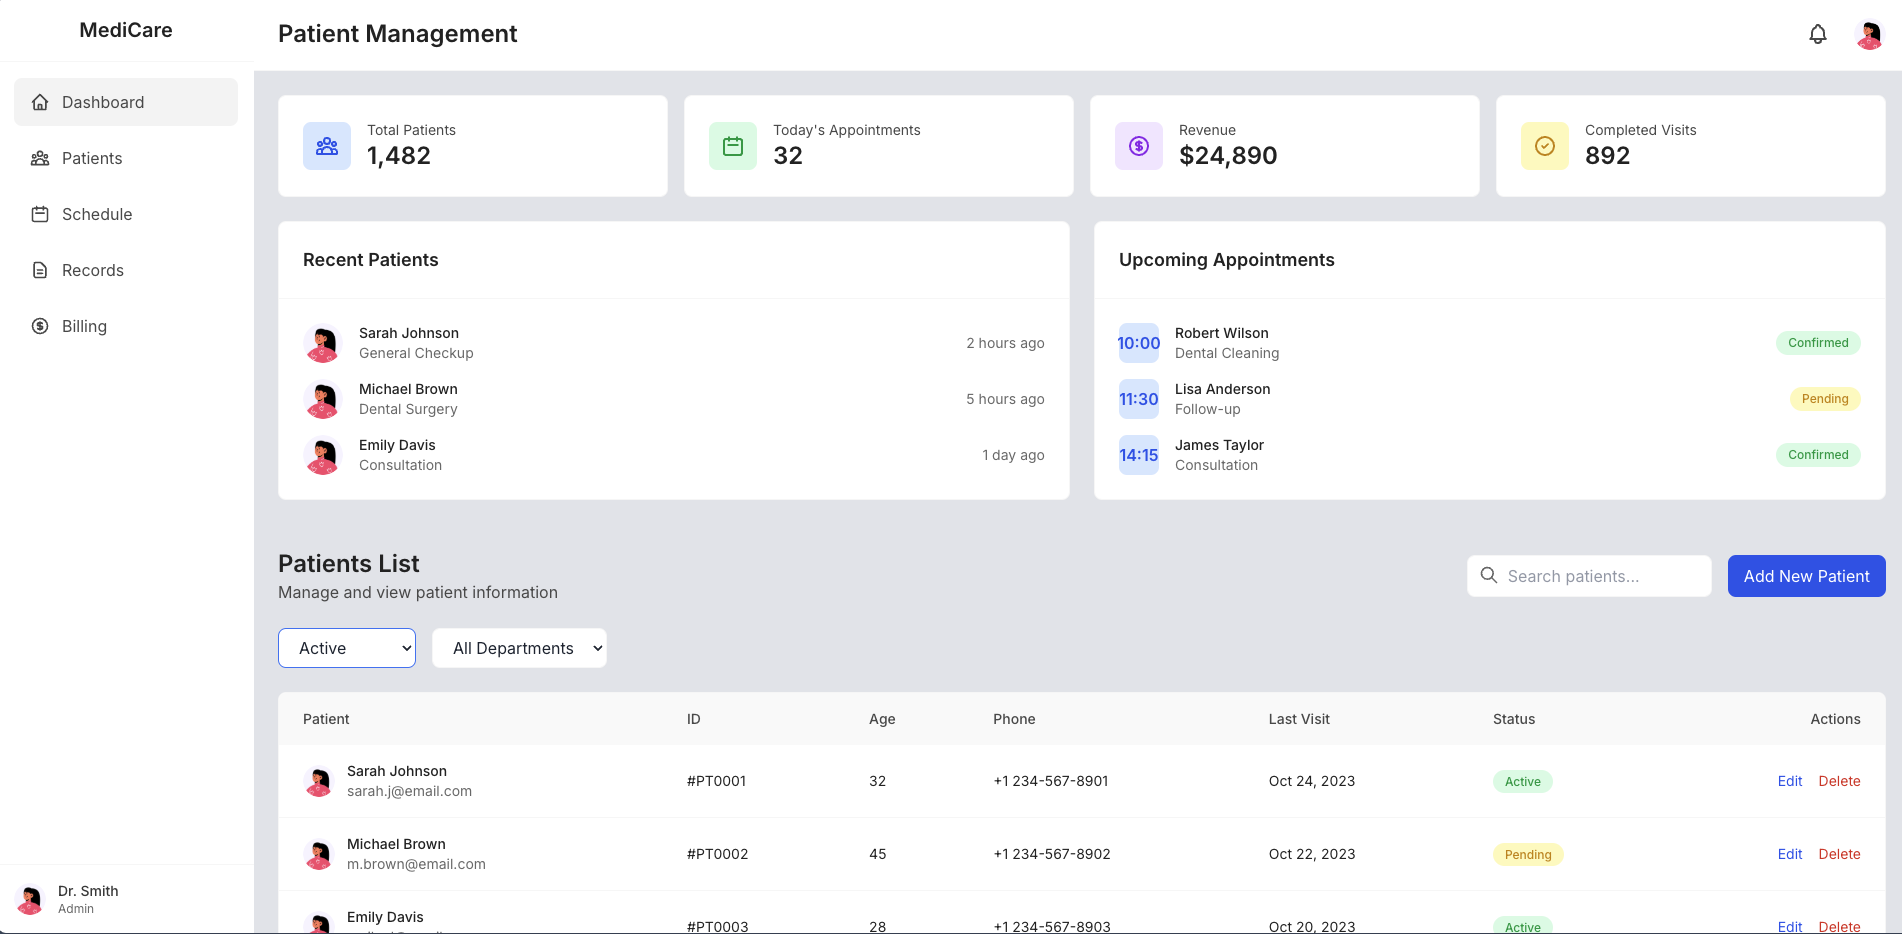 MediCare
Patient Management
Dashboard
Patients
Schedule
Records
Billing
Dr. Smith
Admin
Total Patients
1,482
Today's Appointments
32
Revenue
$24,890
Completed Visits
892
Recent Patients
Sarah Johnson
General Checkup
2 hours ago
Michael Brown
Dental Surgery
5 hours ago
Emily Davis
Consultation
1 day ago
Upcoming Appointments
10:00
Robert Wilson
Dental Cleaning
Confirmed
11:30
Lisa Anderson
Follow-up
Pending
14:15
James Taylor
Consultation
Confirmed
Patients List
Manage and view patient information
Search patients...
Add New Patient
Active
All Departments
Patient ID Age Phone Last Visit Status Actions
Sarah Johnson
sarah.j@email.com
#PT0001 32 +1 234-567-8901 Oct 24, 2023 Active Edit Delete
Michael Brown
m.brown@email.com
#PT0002 45 +1 234-567-8902 Oct 22, 2023 Pending Edit Delete
Emily Davis
#PT0003 28 +1 234-567-8903 Oct 20, 2023 Active Edit Delete